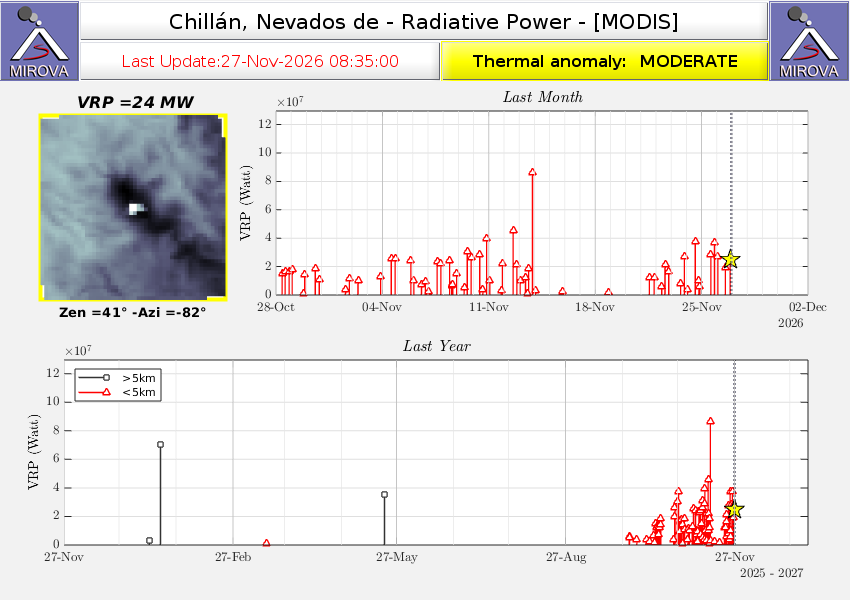 Chillán, Nevados de - Radiative Power - [MODIS]
MIROVA
Last Update:27-Nov-2026 08:35:00
Thermal anomaly: MODERATE
MIROVA
VRP =24 MW
Zen =41° -Azi =-82°
Last Month
×10⁷
VRP (Watt)
12
10
8
6
4
2
0
28-Oct 04-Nov 11-Nov 18-Nov 25-Nov 02-Dec
2026
Last Year
×10⁷
VRP (Watt)
12
10
8
6
4
2
0
>5km
<5km
27-Nov 27-Feb 27-May 27-Aug 27-Nov
2025 - 2027